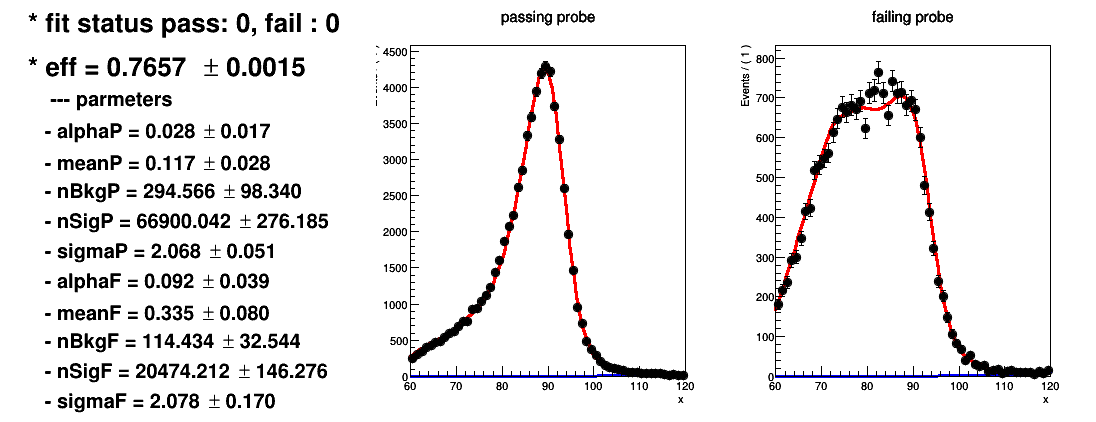 * fit status pass: 0, fail : 0
* eff = 0.7657 ± 0.0015
--- parmeters
- alphaP = 0.028 ± 0.017
- meanP = 0.117 ± 0.028
- nBkgP = 294.566 ± 98.340
- nSigP = 66900.042 ± 276.185
- sigmaP = 2.068 ± 0.051
- alphaF = 0.092 ± 0.039
- meanF = 0.335 ± 0.080
- nBkgF = 114.434 ± 32.544
- nSigF = 20474.212 ± 146.276
- sigmaF = 2.078 ± 0.170
passing probe
4500
4000
3500
3000
2500
2000
1500
1000
500
0
60 70 80 90 100 110 120
x
failing probe
Events / ( 1 )
800
700
600
500
400
300
200
100
0
60 70 80 90 100 110 120
x